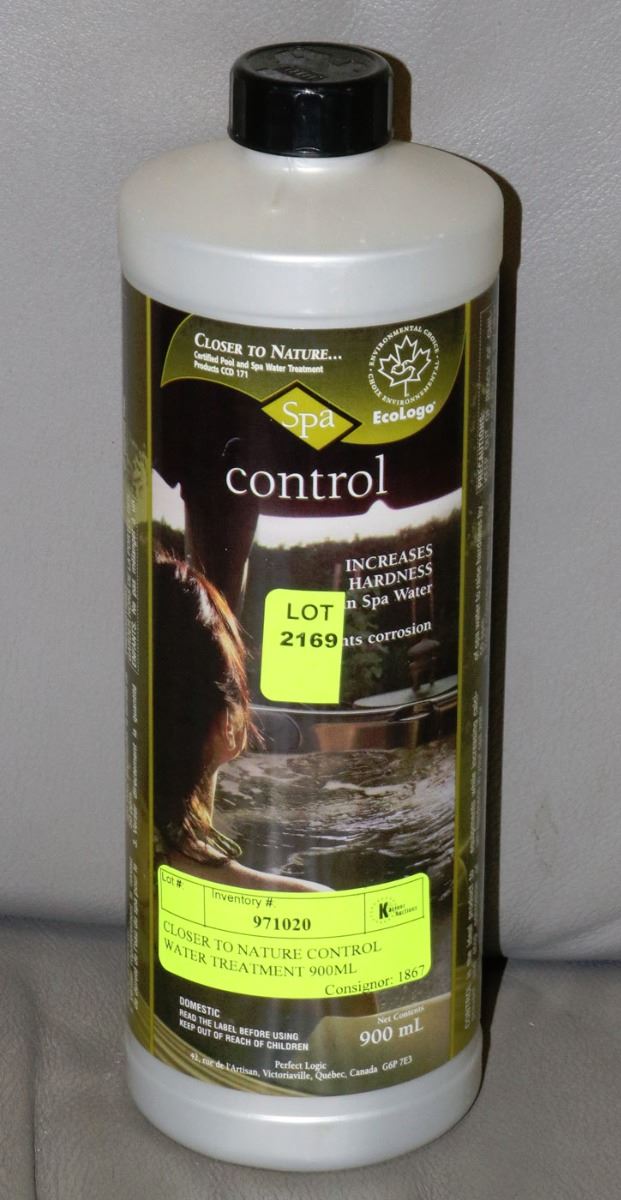 CLOSER TO NATURE...
Certified Pool and Spa Water Treatment
Products CCD 171
ENVIRONMENTAL CHOICE
CHOIX ENVIRONNEMENTAL
EcoLogo
Spa
control
INCREASES
HARDNESS
in Spa Water
corrosion
LOT
2169
Lot #:
Inventory #:
971020
Kastner
Auctions
CLOSER TO NATURE CONTROL
WATER TREATMENT 900ML
Consignor: 1867
DOMESTIC
READ THE LABEL BEFORE USING
KEEP OUT OF REACH OF CHILDREN
Net Contents
900 mL
Perfect Logic
42, rue de l'Artisan, Victoriaville, Québec, Canada G6P 7E3